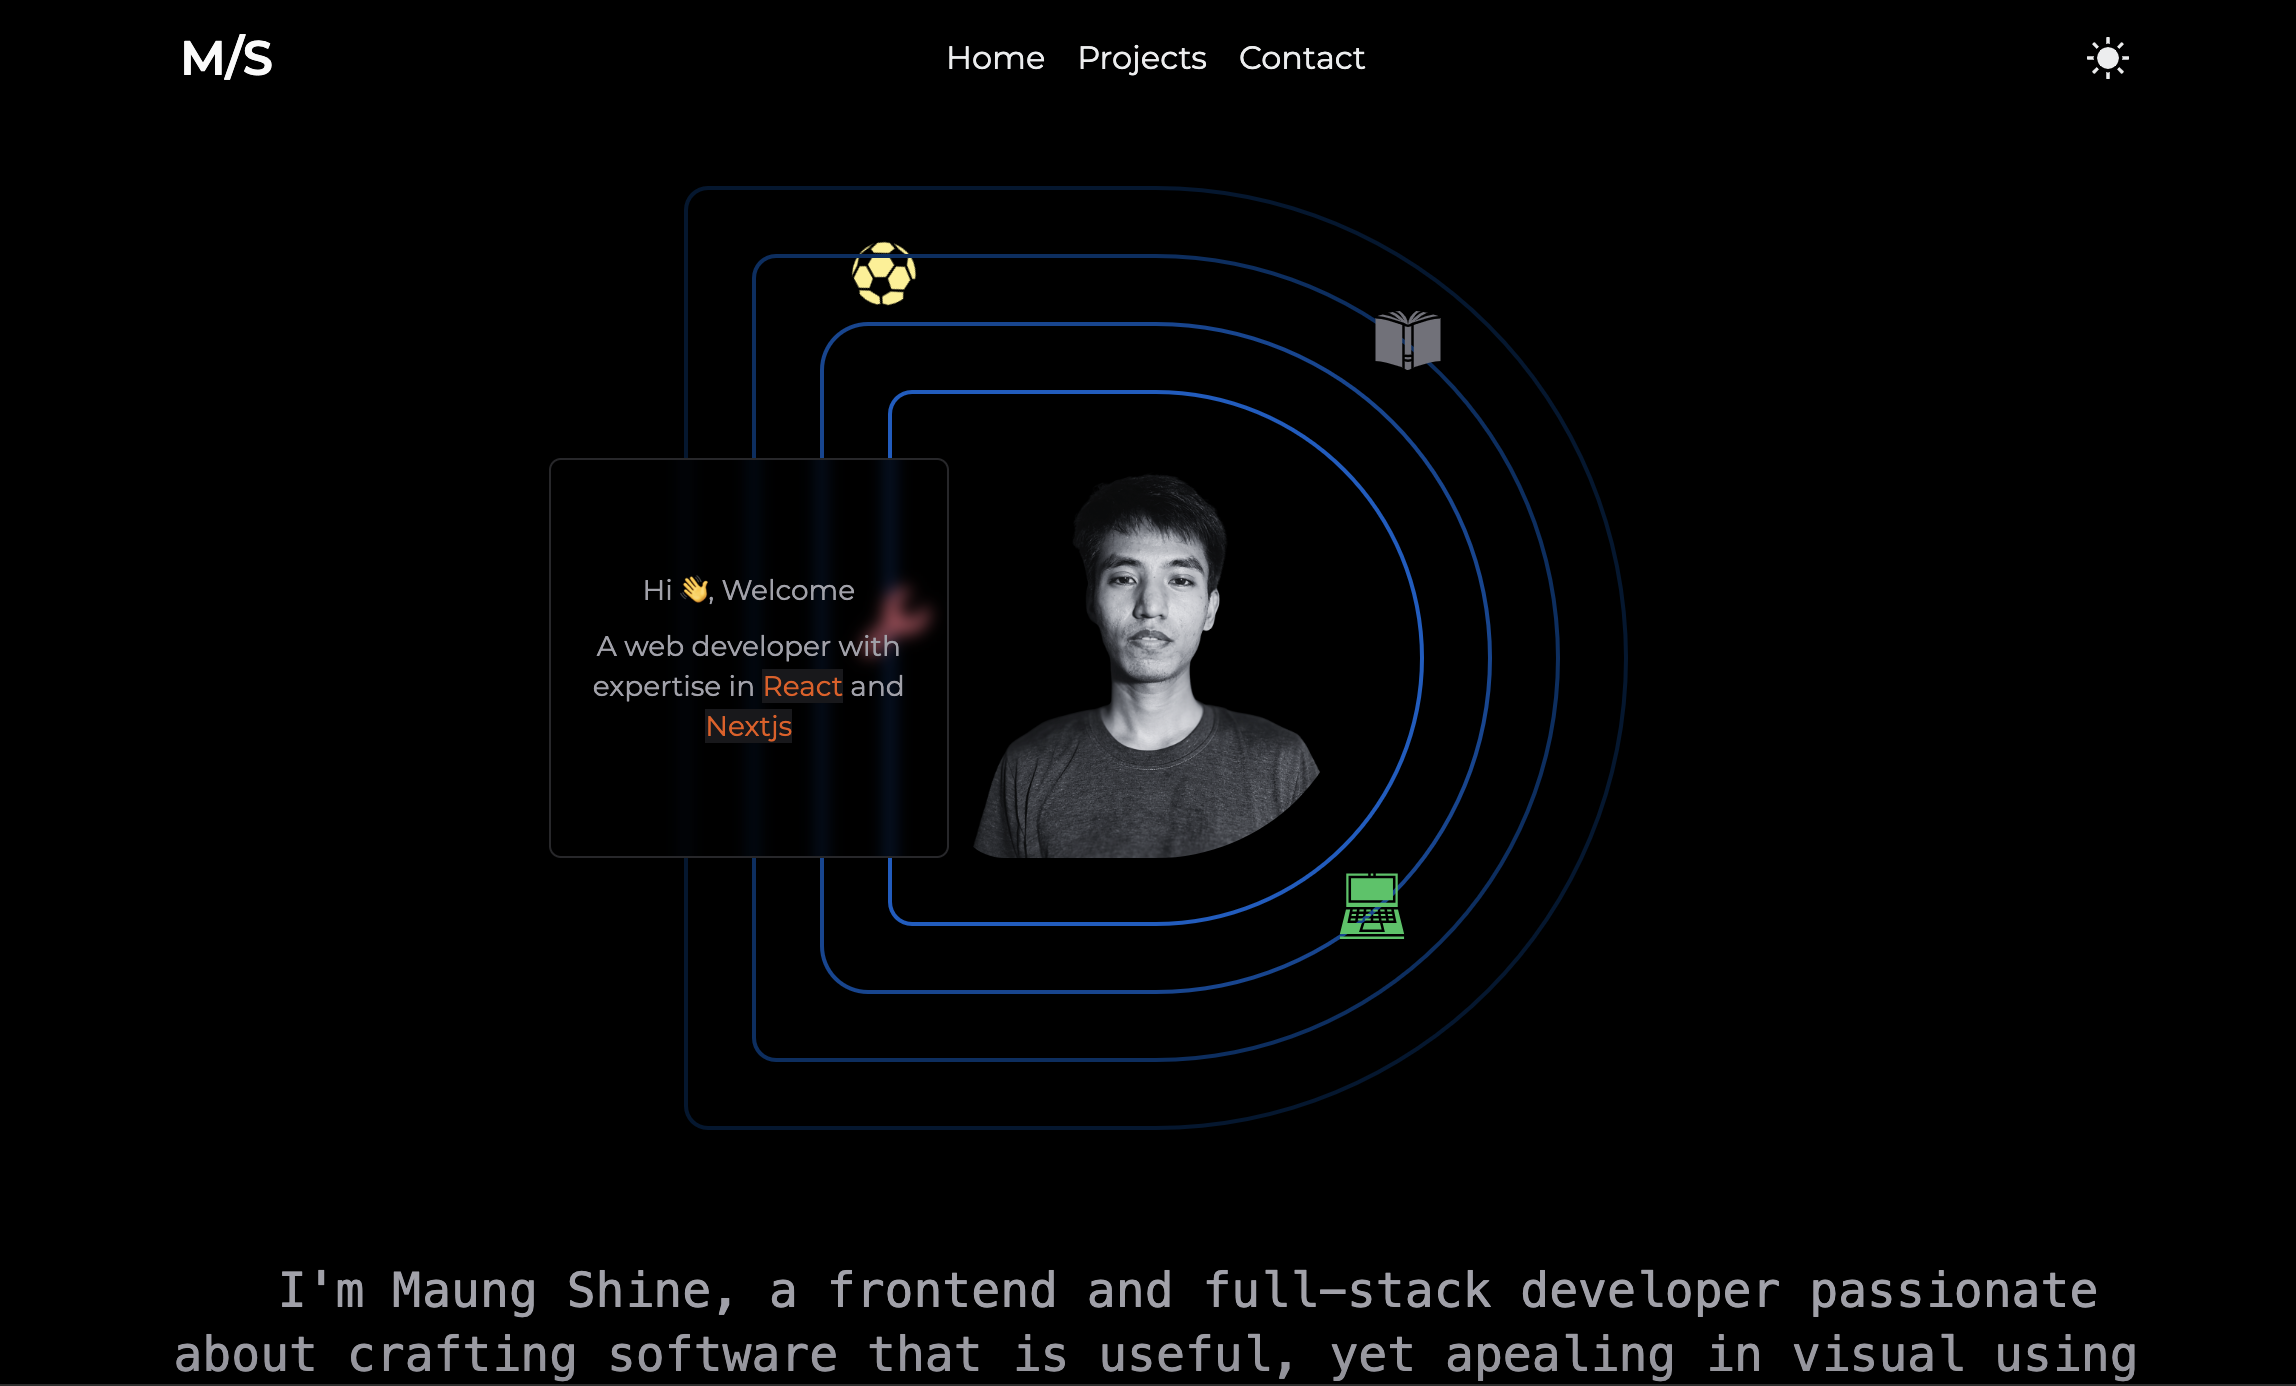 M/S
Home Projects Contact
Hi 👋, Welcome
A web developer with
expertise in React and
Nextjs
I'm Maung Shine, a frontend and full-stack developer passionate
about crafting software that is useful, yet apealing in visual using